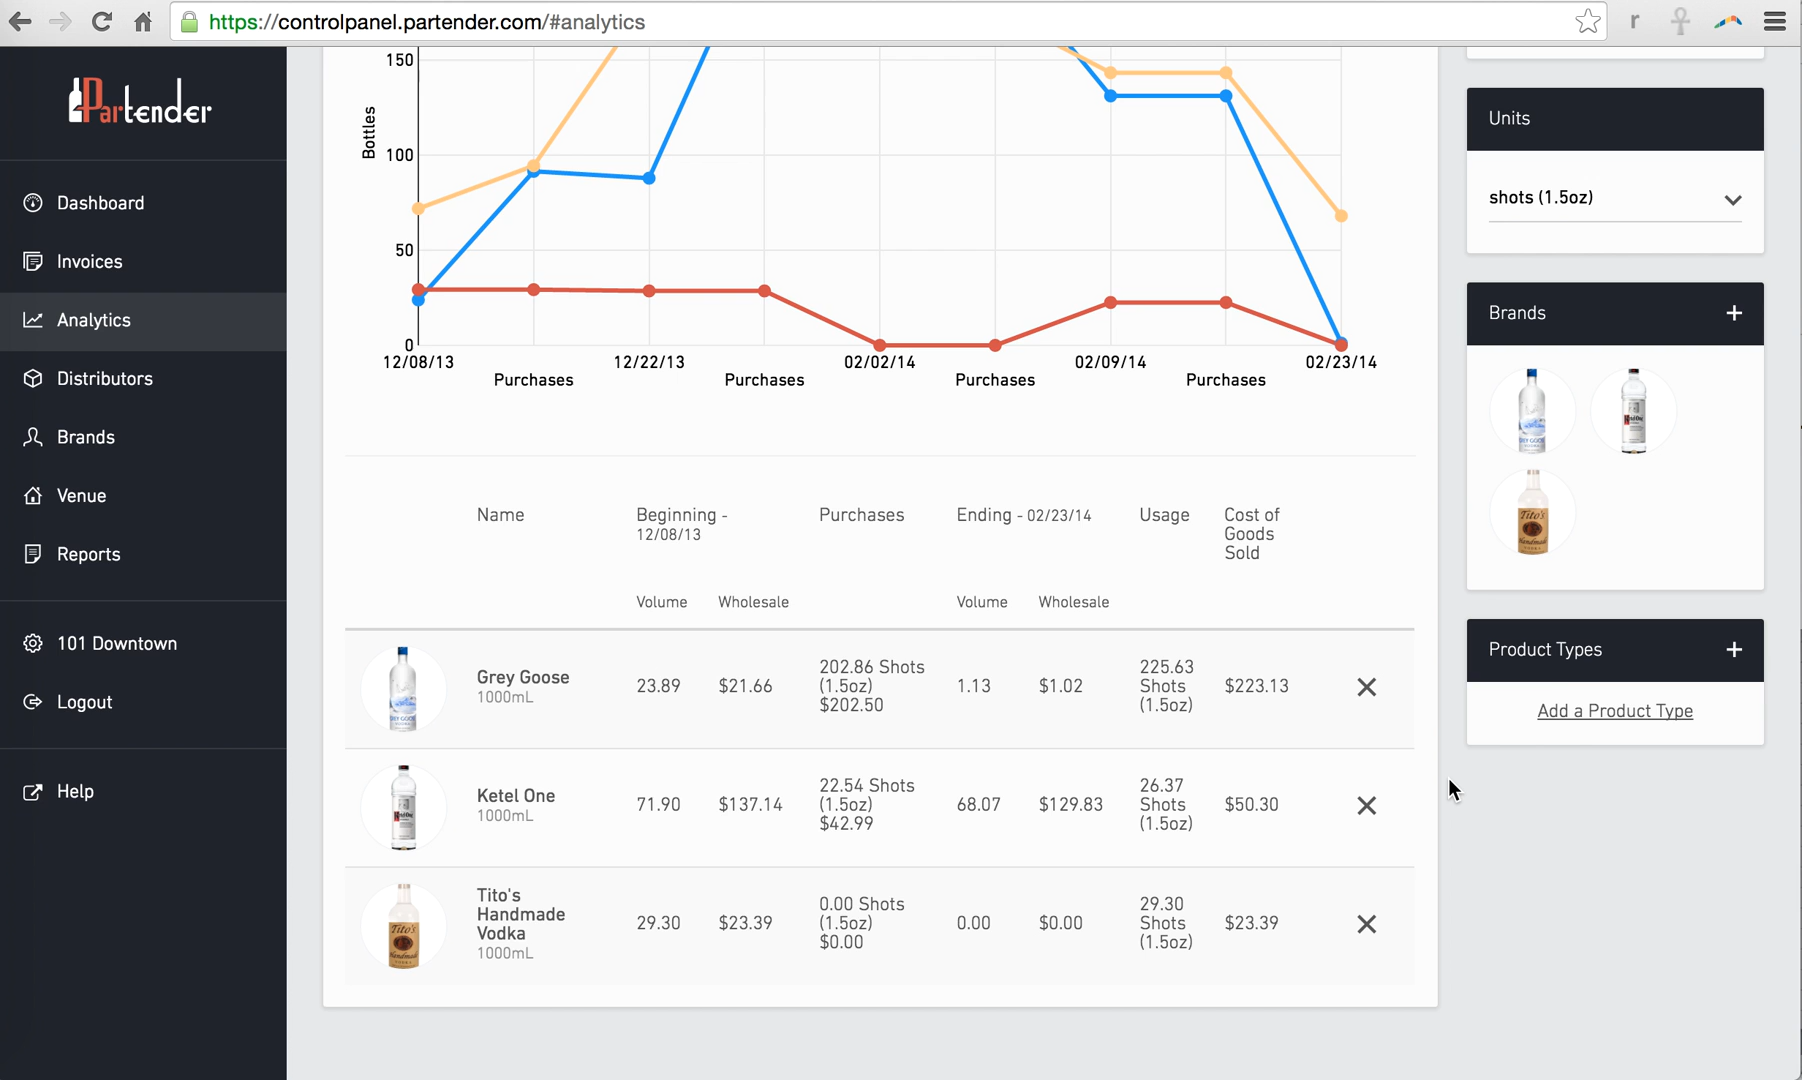 https://controlpanel.partender.com/#analytics
Partender
Dashboard
Invoices
Analytics
Distributors
Brands
Venue
Reports
101 Downtown
Logout
Help
Bottles
150
100
50
0
12/08/13 12/22/13 02/02/14 02/09/14 02/23/14
Purchases Purchases Purchases Purchases
Name Beginning - Purchases Ending - 02/23/14 Usage Cost of
12/08/13 Goods
Sold
Volume Wholesale Volume Wholesale
Grey Goose
1000mL
23.89 $21.66
202.86 Shots
(1.5oz)
$202.50
1.13 $1.02
225.63
Shots
(1.5oz)
$223.13
Ketel One
1000mL
71.90 $137.14
22.54 Shots
(1.5oz)
$42.99
68.07 $129.83
26.37
Shots
(1.5oz)
$50.30
Tito's
Handmade
Vodka
1000mL
29.30 $23.39
0.00 Shots
(1.5oz)
$0.00
0.00 $0.00
29.30
Shots
(1.5oz)
$23.39
Units
shots (1.5oz)
Brands +
GREY GOOSE
Ketel One
Tito's
Handmade
Product Types +
Add a Product Type